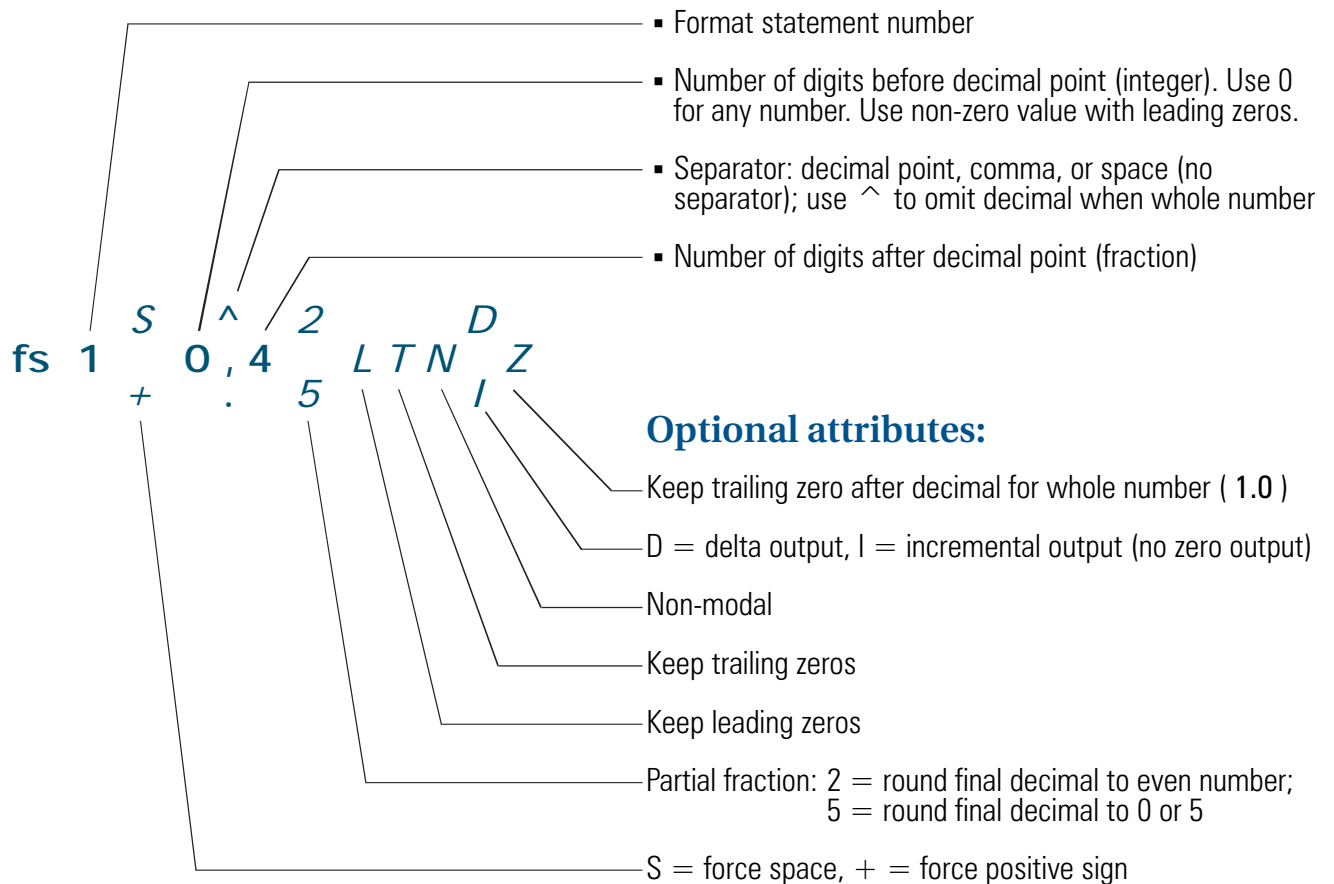 ▪ Format statement number
▪ Number of digits before decimal point (integer). Use 0
for any number. Use non-zero value with leading zeros.
▪ Separator: decimal point, comma, or space (no
separator); use ^ to omit decimal when whole number
▪ Number of digits after decimal point (fraction)
S ^ 2 D
fs 1 0 , 4 L T N Z
+ . 5 I
Optional attributes:
Keep trailing zero after decimal for whole number ( 1.0 )
D = delta output, I = incremental output (no zero output)
Non-modal
Keep trailing zeros
Keep leading zeros
Partial fraction: 2 = round final decimal to even number;
5 = round final decimal to 0 or 5
S = force space, + = force positive sign